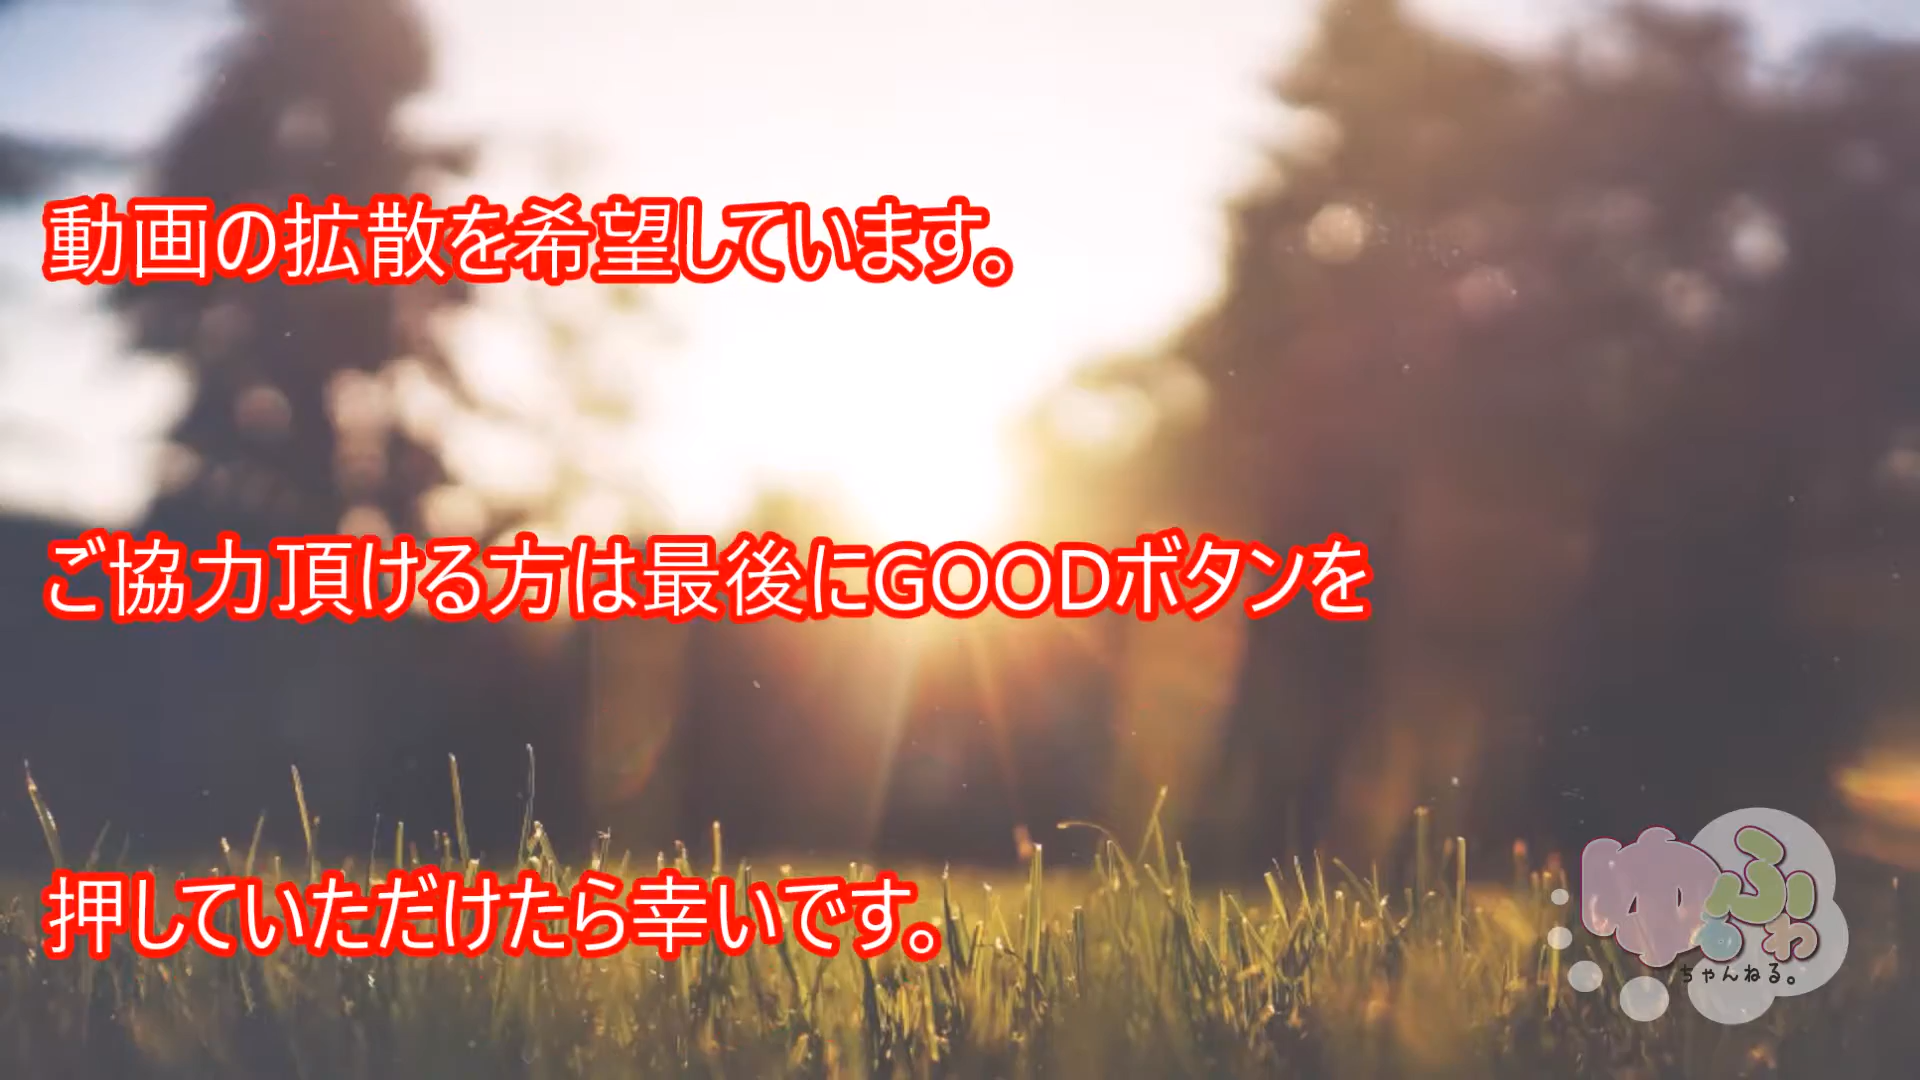 動画の拡散を希望しています。
ご協力頂ける方は最後にGOODボタンを
押していただけたら幸いです。
ゆるふわ
ちゃんねる。